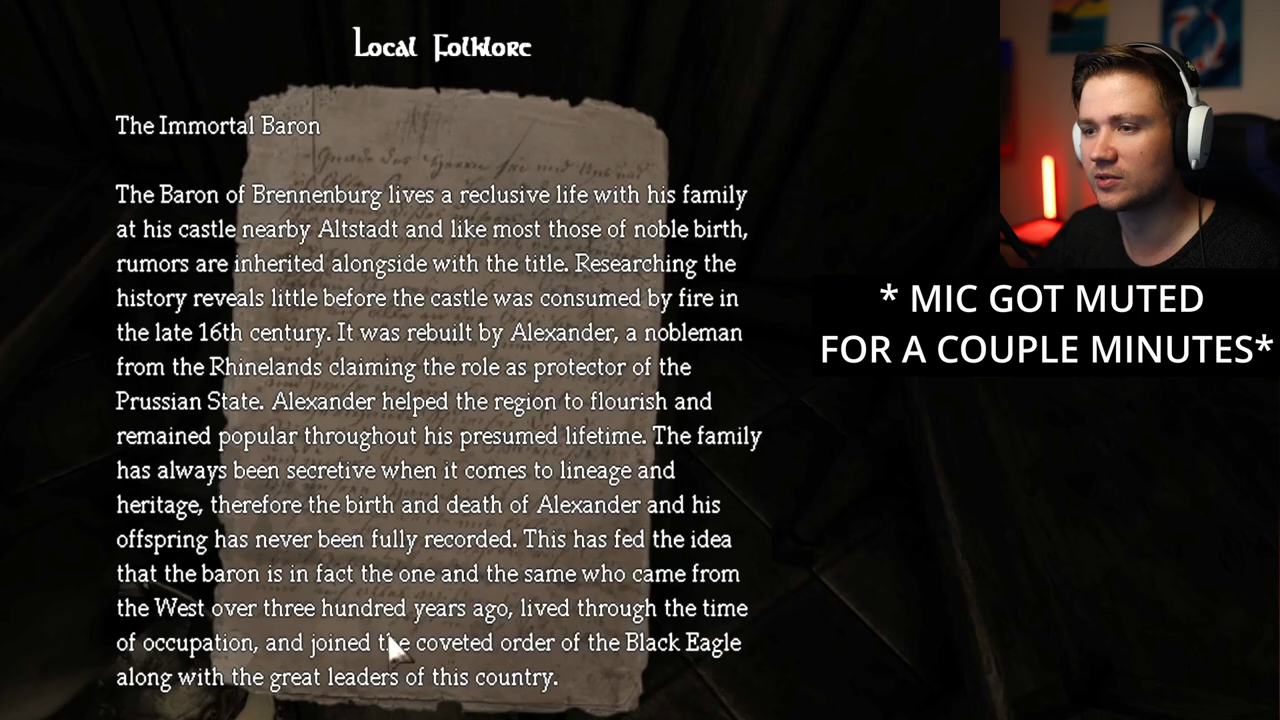 Local Folklore
The Immortal Baron
The Baron of Brennenburg lives a reclusive life with his family
at his castle nearby Altstadt and like most those of noble birth,
rumors are inherited alongside with the title. Researching the
history reveals little before the castle was consumed by fire in
the late 16th century. It was rebuilt by Alexander, a nobleman
from the Rhinelands claiming the role as protector of the
Prussian State. Alexander helped the region to flourish and
remained popular throughout his presumed lifetime. The family
has always been secretive when it comes to lineage and
heritage, therefore the birth and death of Alexander and his
offspring has never been fully recorded. This has fed the idea
that the baron is in fact the one and the same who came from
the West over three hundred years ago, lived through the time
of occupation, and joined the coveted order of the Black Eagle
along with the great leaders of this country.
* MIC GOT MUTED
FOR A COUPLE MINUTES*